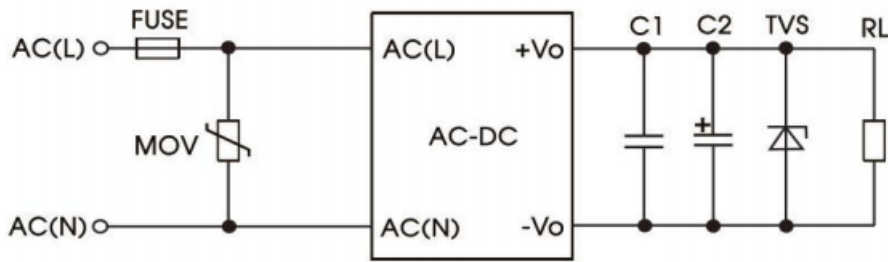 FUSE
C1 C2 TVS RL
AC(L) AC(L) +Vo
MOV AC-DC +
AC(N) AC(N) -Vo